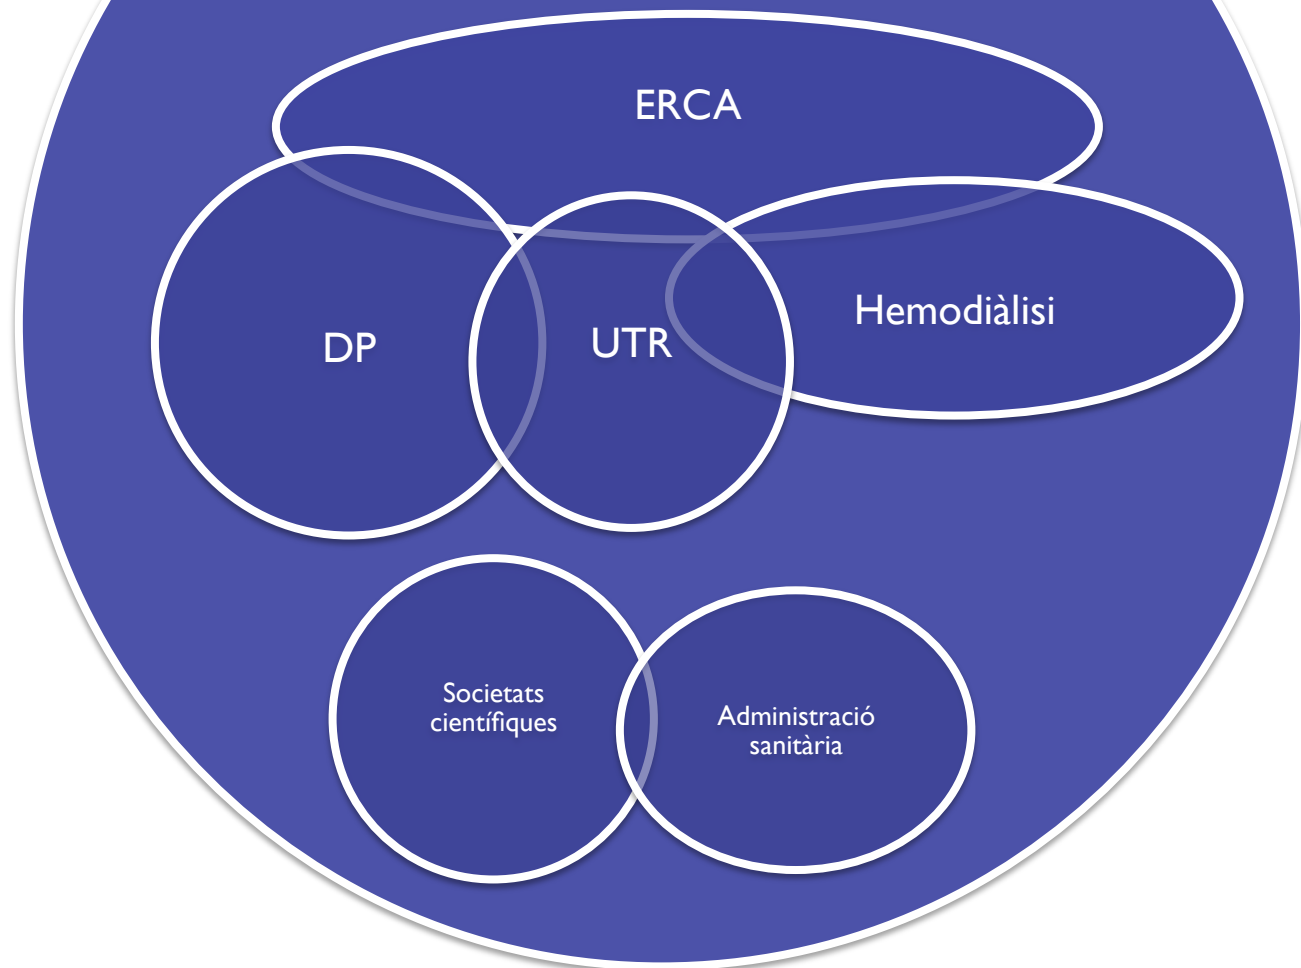 ERCA
Hemodiàlisi
DP
UTR
Societats
científiques
Administració
sanitària